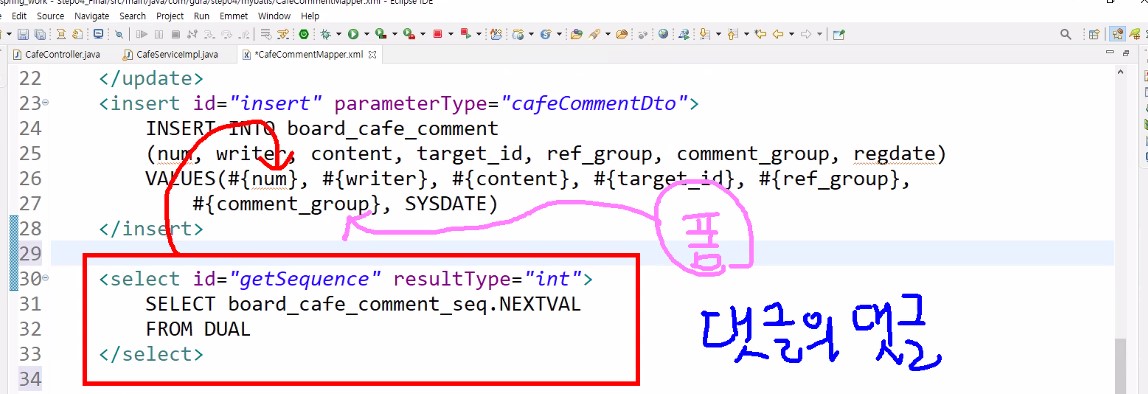 spring_work - Step04_Final/src/main/java/com/gura/step04/mybatis/CafeCommentMapper.xml - Eclipse IDE
Edit Source Navigate Search Project Run Emmet Window Help
CafeController.java CafeServiceImpl.java *CafeCommentMapper.xml
22 </update>
23 <insert id="insert" parameterType="cafeCommentDto">
24 INSERT INTO board_cafe_comment
25 (num, writer, content, target_id, ref_group, comment_group, regdate)
26 VALUES(#{num}, #{writer}, #{content}, #{target_id}, #{ref_group},
27 #{comment_group}, SYSDATE)
28 </insert>
폼
29
30 <select id="getSequence" resultType="int">
31 SELECT board_cafe_comment_seq.NEXTVAL
32 FROM DUAL
33 </select>
34
댓글의 댓글